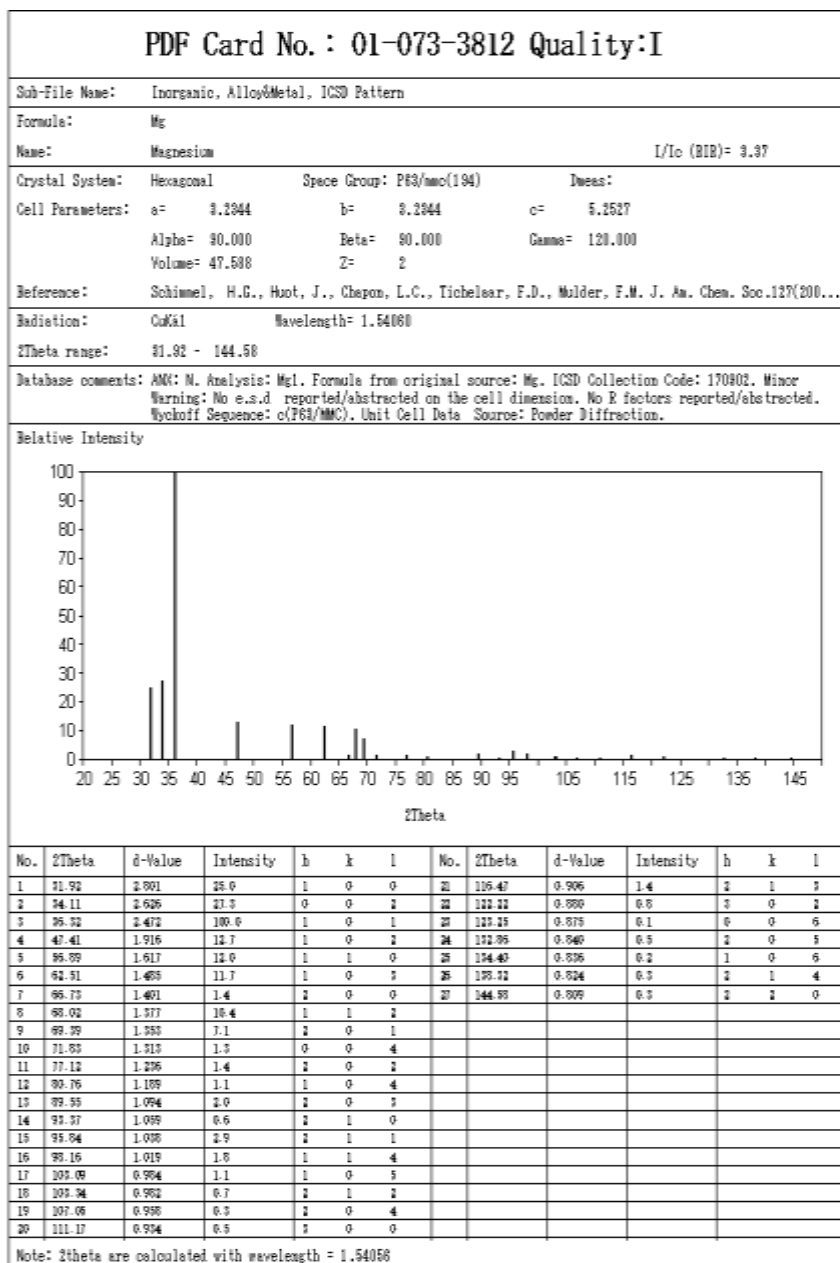 PDF Card No.: 01-073-3812 Quality:I
Sub-File Name: Inorganic, Alloy&Metal, ICSD Pattern
Formula: Mg
Name: Magnesium I/Ic (RIR)= 3.37
Crystal System: Hexagonal Space Group: P63/mmc(194) Dmeas:
Cell Parameters: a= 3.2344 b= 3.2344 c= 5.2527
Alpha= 90.000 Beta= 90.000 Gamma= 120.000
Volume= 47.588 Z= 2
Reference: Schimmel, H.G., Huot, J., Chapon, L.C., Tichelaar, F.D., Mulder, F.M. J. Am. Chem. Soc.127(200...
Radiation: CuKá1 Wavelength= 1.54060
2Theta range: 31.92 - 144.58
Database comments: ANX: N. Analysis: Mg1. Formula from original source: Mg. ICSD Collection Code: 170902. Minor
Warning: No e.s.d reported/abstracted on the cell dimension. No R factors reported/abstracted.
Wyckoff Sequence: c(P63/MMC). Unit Cell Data Source: Powder Diffraction.
Relative Intensity
100
90
80
70
60
50
40
30
20
10
0
20 25 30 35 40 45 50 55 60 65 70 75 80 85 90 95 105 115 125 135 145
2Theta
No. 2Theta d-Value Intensity h k l No. 2Theta d-Value Intensity h k l
1 31.92 2.801 25.0 1 0 0 21 116.47 0.906 1.4 2 1 3
2 34.11 2.626 27.3 0 0 2 22 122.22 0.880 0.8 3 0 2
3 36.32 2.472 100.0 1 0 1 23 123.25 0.875 0.1 0 0 6
4 47.41 1.916 12.7 1 0 2 24 132.86 0.840 0.5 2 0 5
5 56.89 1.617 12.0 1 1 0 25 134.40 0.836 0.2 1 0 6
6 62.51 1.485 11.7 1 0 3 26 138.32 0.824 0.3 2 1 4
7 66.73 1.401 1.4 2 0 0 27 144.58 0.809 0.3 2 2 0
8 68.02 1.377 10.4 1 1 2
9 69.39 1.353 7.1 2 0 1
10 71.83 1.313 1.3 0 0 4
11 77.12 1.236 1.4 2 0 2
12 80.76 1.189 1.1 1 0 4
13 89.55 1.094 2.0 2 0 3
14 93.37 1.059 0.6 2 1 0
15 95.84 1.038 2.9 2 1 1
16 98.16 1.019 1.8 1 1 4
17 103.09 0.984 1.1 1 0 5
18 103.34 0.982 0.7 2 1 2
19 107.06 0.958 0.3 2 0 4
20 111.17 0.934 0.5 3 0 0
Note: 2theta are calculated with wavelength = 1.54056